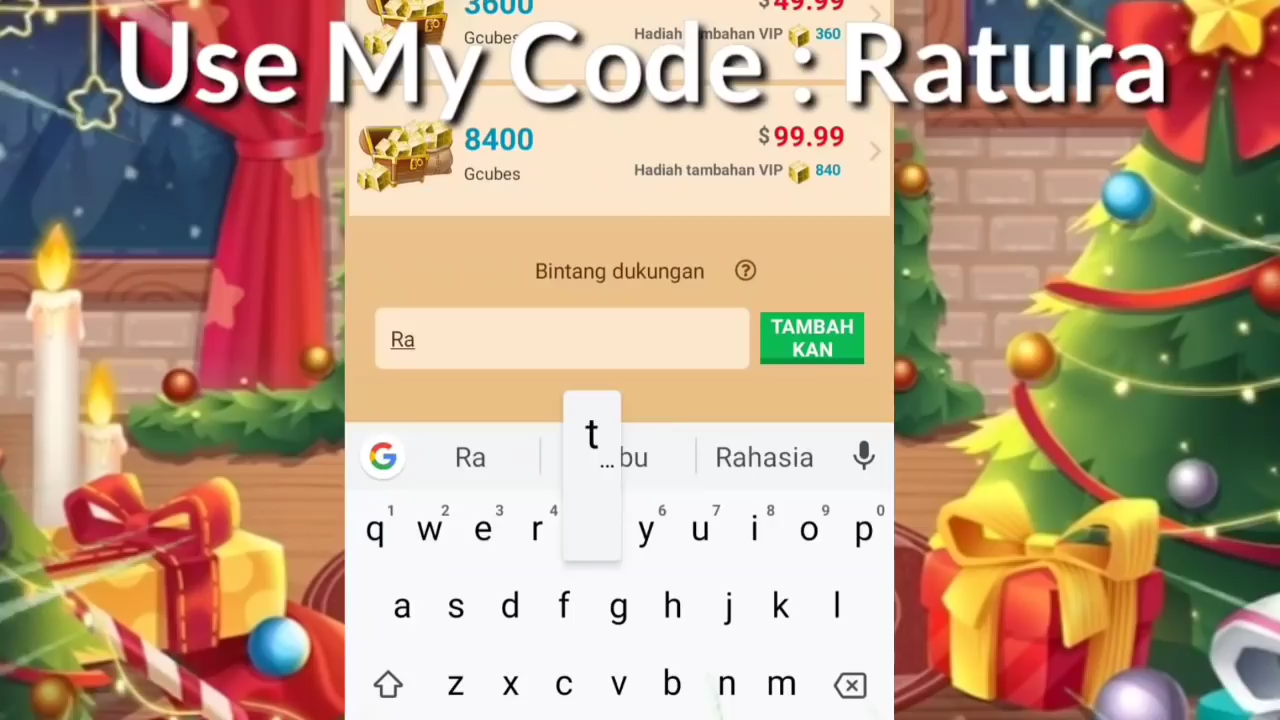 3600
$49.99
Gcubes
Hadiah tambahan VIP 360
Use My Code : Ratura
8400
$99.99
Gcubes
Hadiah tambahan VIP 840
Bintang dukungan ?
Ra
TAMBAH
KAN
G Ra ...bu Rahasia
t
1 2 3 4 6 7 8 9 0
q w e r y u i o p
a s d f g h j k l
z x c v b n m